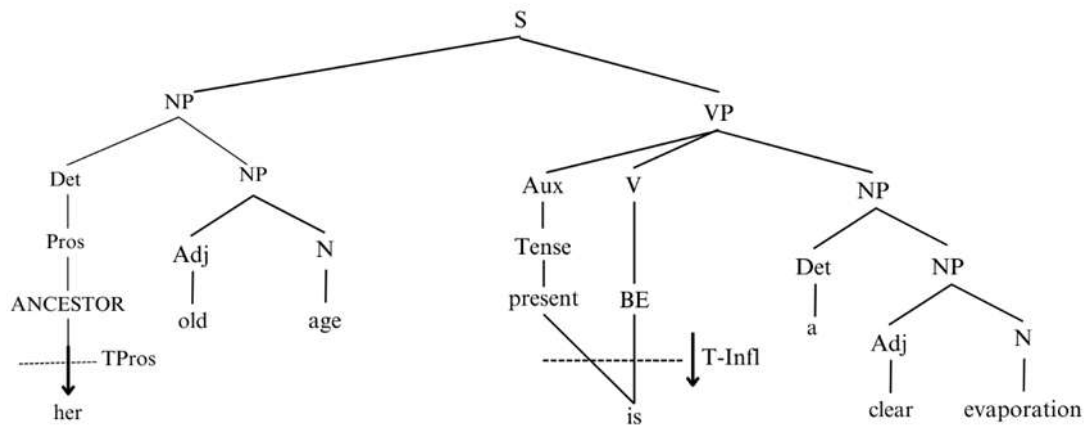 S
NP VP
Det NP Aux V NP
Pros Adj N Tense Det NP
ANCESTOR old age present BE a Adj N
TPros T-Infl
her is clear evaporation